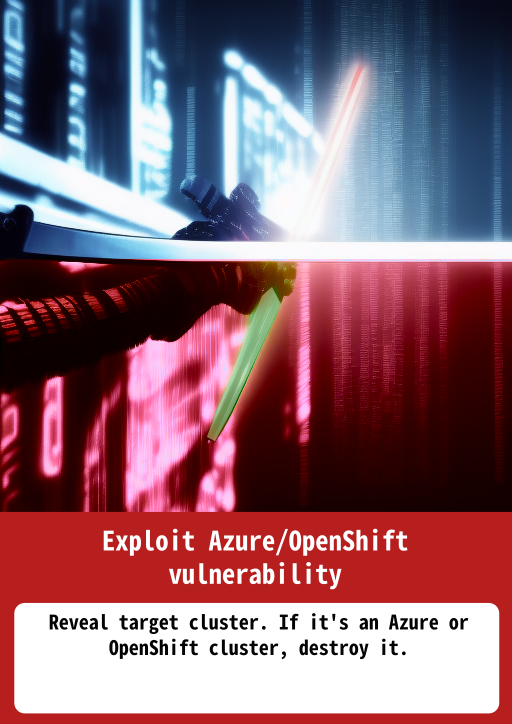 Exploit Azure/OpenShift
vulnerability
Reveal target cluster. If it's an Azure or
OpenShift cluster, destroy it.